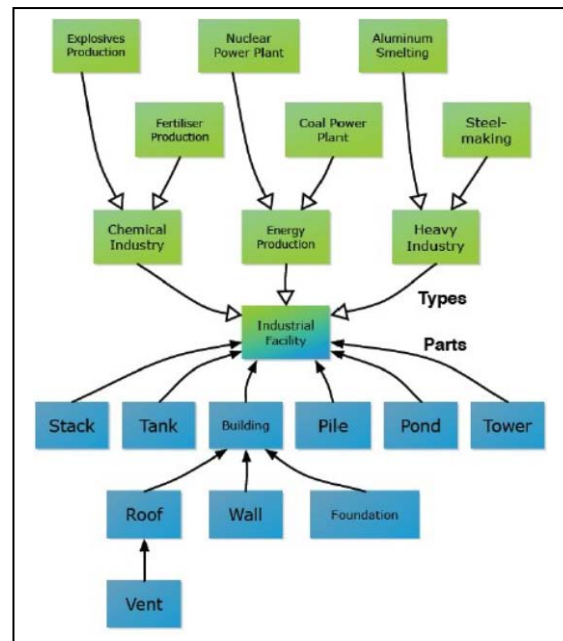 Explosives
Production
Nuclear
Power Plant
Aluminum
Smelting
Fertiliser
Production
Coal Power
Plant
Steel-
making
Chemical
Industry
Energy
Production
Heavy
Industry
Types
Industrial
Facility
Parts
Stack
Tank
Building
Pile
Pond
Tower
Roof
Wall
Foundation
Vent